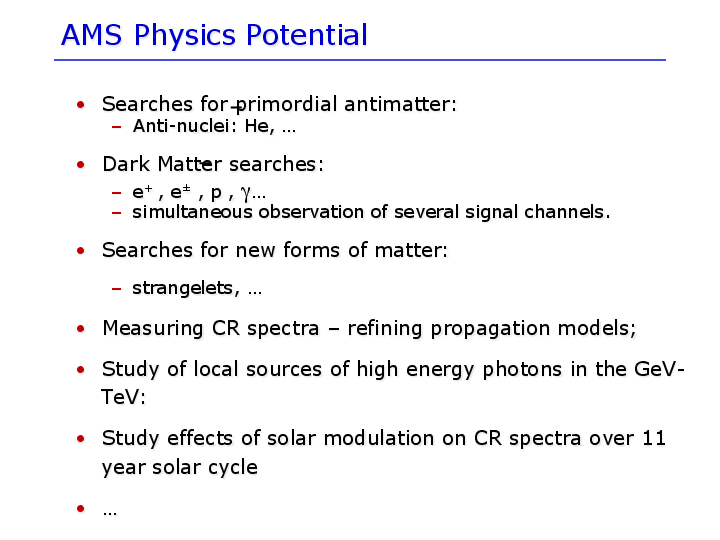 AMS Physics Potential
• Searches for primordial antimatter:
– Anti-nuclei: He, …
• Dark Matter searches:
– e⁺ , e± , p , γ…
– simultaneous observation of several signal channels.
• Searches for new forms of matter:
– strangelets, …
• Measuring CR spectra – refining propagation models;
• Study of local sources of high energy photons in the GeV-
TeV:
• Study effects of solar modulation on CR spectra over 11
year solar cycle
• …